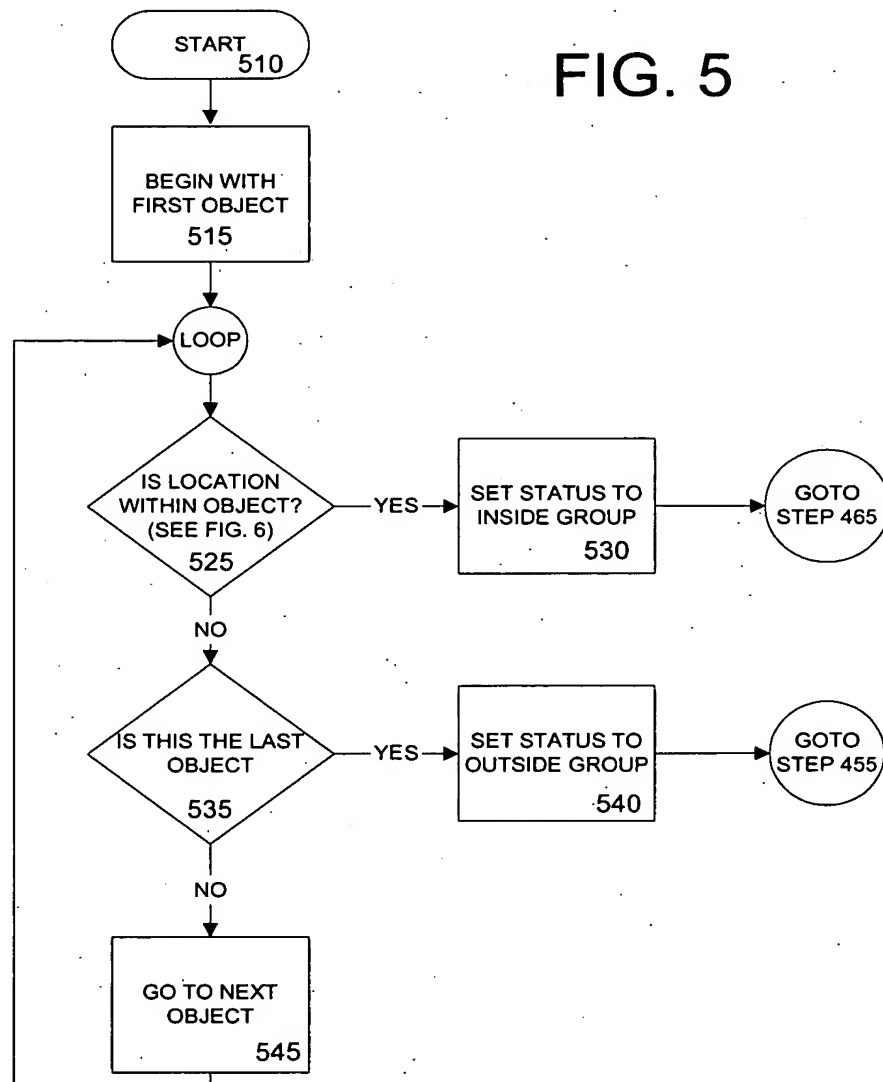 START
510
FIG. 5
BEGIN WITH
FIRST OBJECT
515
LOOP
IS LOCATION
WITHIN OBJECT?
(SEE FIG. 6)
525
YES
SET STATUS TO
INSIDE GROUP
530
GOTO
STEP 465
NO
IS THIS THE LAST
OBJECT
535
YES
SET STATUS TO
OUTSIDE GROUP
540
GOTO
STEP 455
NO
GO TO NEXT
OBJECT
545